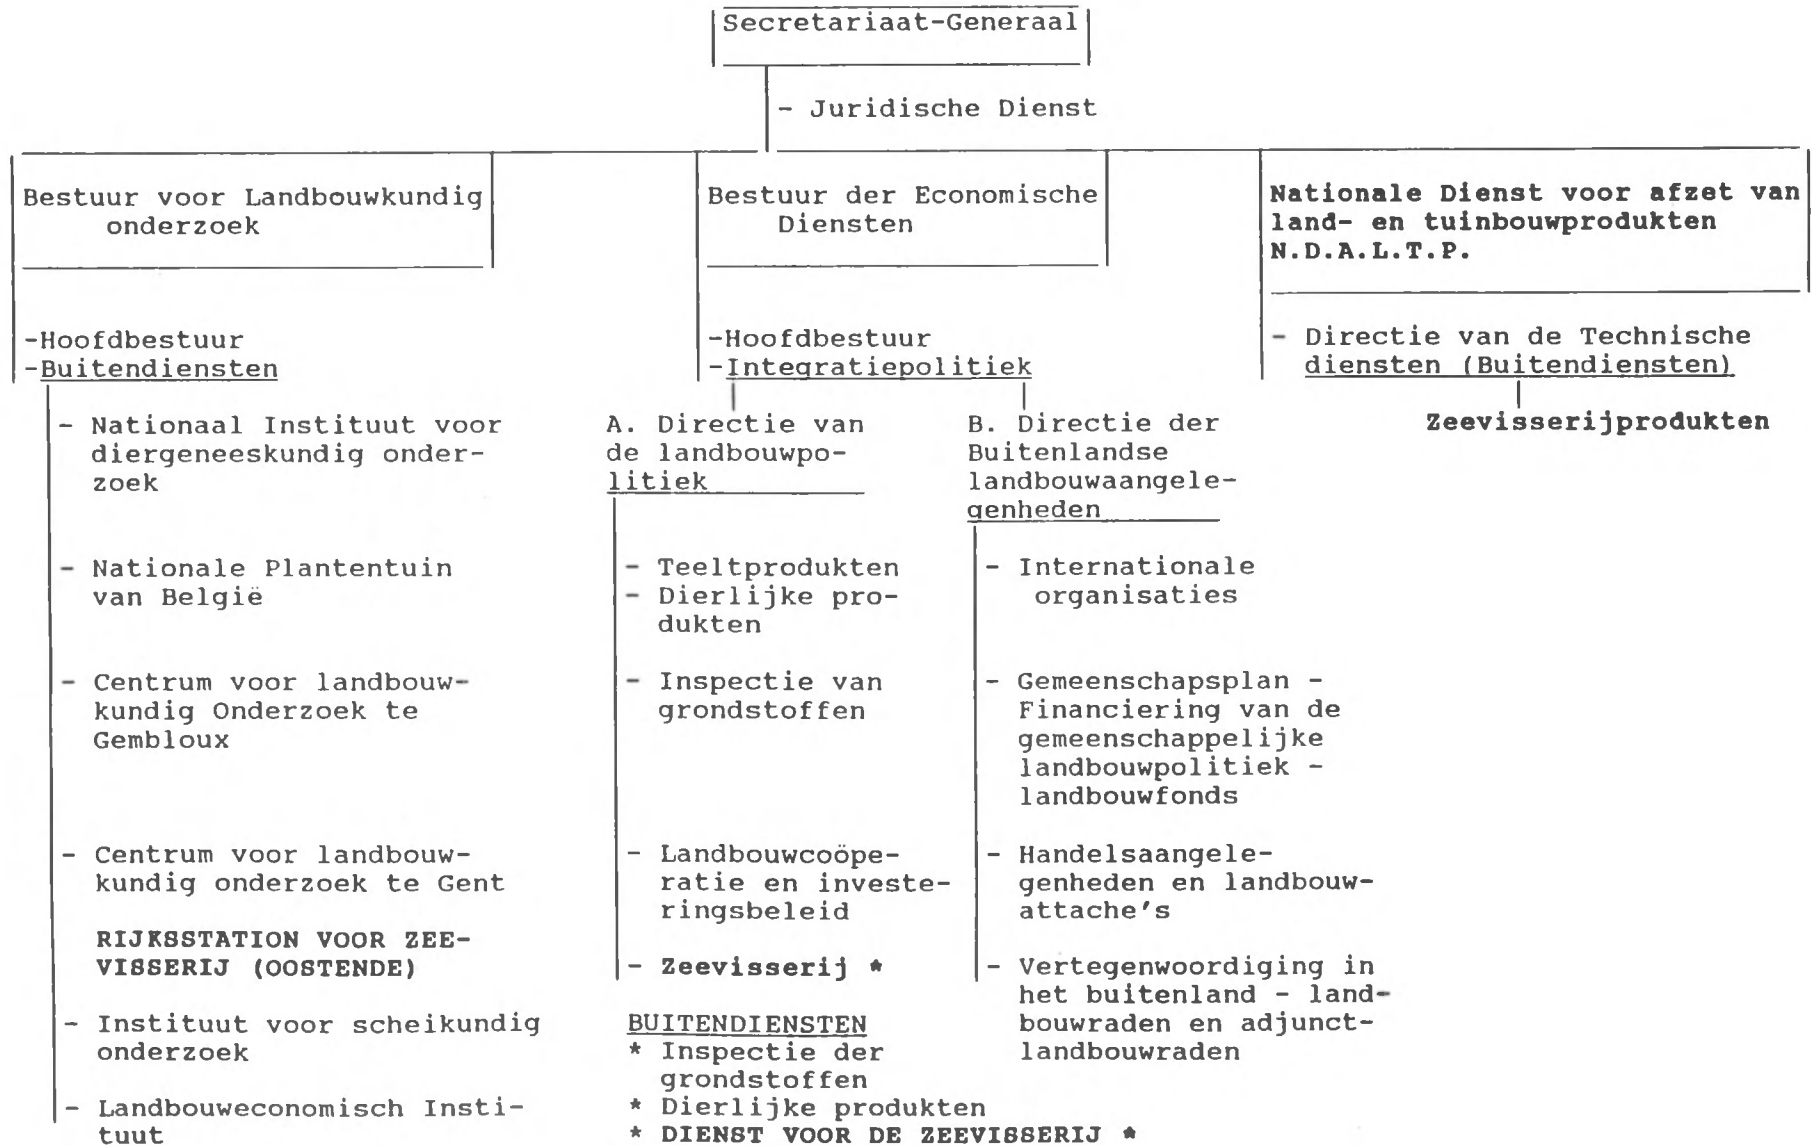 Secretariaat-Generaal
- Juridische Dienst
Bestuur voor Landbouwkundig
onderzoek
-Hoofdbestuur
-Buitendiensten
- Nationaal Instituut voor
diergeneeskundig onder-
zoek
- Nationale Plantentuin
van België
- Centrum voor landbouw-
kundig Onderzoek te
Gembloux
- Centrum voor landbouw-
kundig onderzoek te Gent
RIJKSSTATION VOOR ZEE-
VISSERIJ (OOSTENDE)
- Instituut voor scheikundig
onderzoek
- Landbouweconomisch Insti-
tuut
Bestuur der Economische
Diensten
-Hoofdbestuur
-Integratiepolitiek
A. Directie van
de landbouwpo-
litiek
- Teeltprodukten
- Dierlijke pro-
dukten
- Inspectie van
grondstoffen
- Landbouwcoöpe-
ratie en investe-
ringsbeleid
- Zeevisserij *
BUITENDIENSTEN
* Inspectie der
grondstoffen
* Dierlijke produkten
* DIENST VOOR DE ZEEVISSERIJ *
B. Directie der
Buitenlandse
landbouwaangele-
genheden
- Internationale
organisaties
- Gemeenschapsplan -
Financiering van de
gemeenschappelijke
landbouwpolitiek -
landbouwfonds
- Handelsaangele-
genheden en landbouw-
attache's
- Vertegenwoordiging in
het buitenland - land-
bouwraden en adjunct-
landbouwraden
Nationale Dienst voor afzet van
land- en tuinbouwprodukten
N.D.A.L.T.P.
- Directie van de Technische
diensten (Buitendiensten)
Zeevisserijprodukten